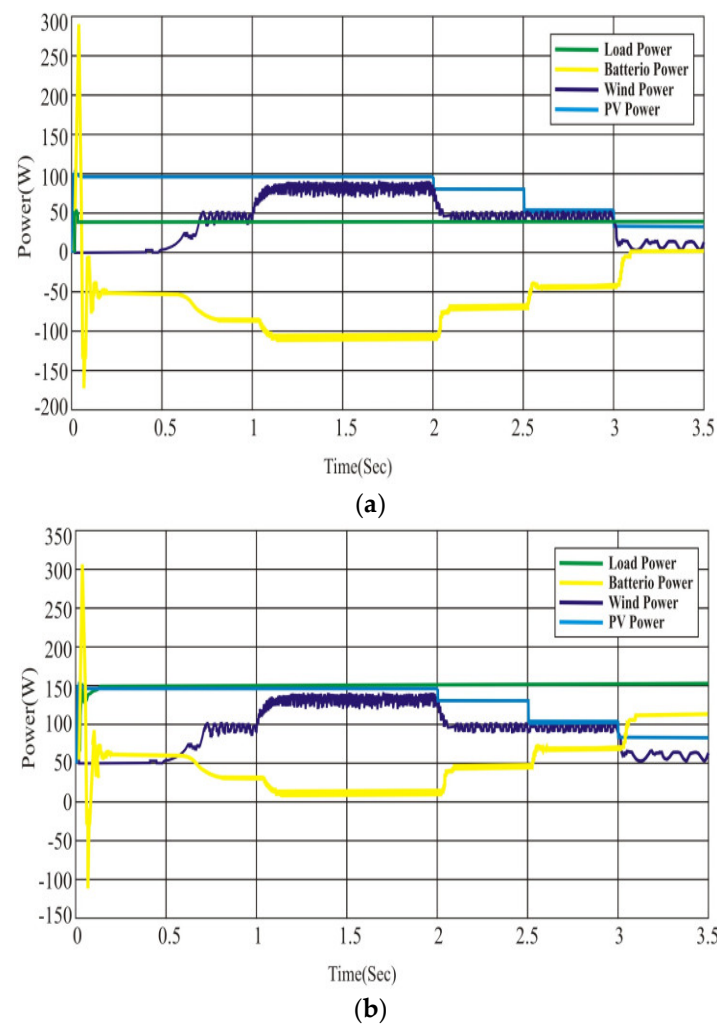 300
Load Power
Batterio Power
Wind Power
PV Power
250
200
150
100
50
0
-50
-100
-150
-200
Power(W)
0 0.5 1 1.5 2 2.5 3 3.5
Time(Sec)
(a)
350
Load Power
Batterio Power
Wind Power
PV Power
300
250
200
150
100
50
0
-50
-100
-150
Power(W)
0 0.5 1 1.5 2 2.5 3 3.5
Time(Sec)
(b)